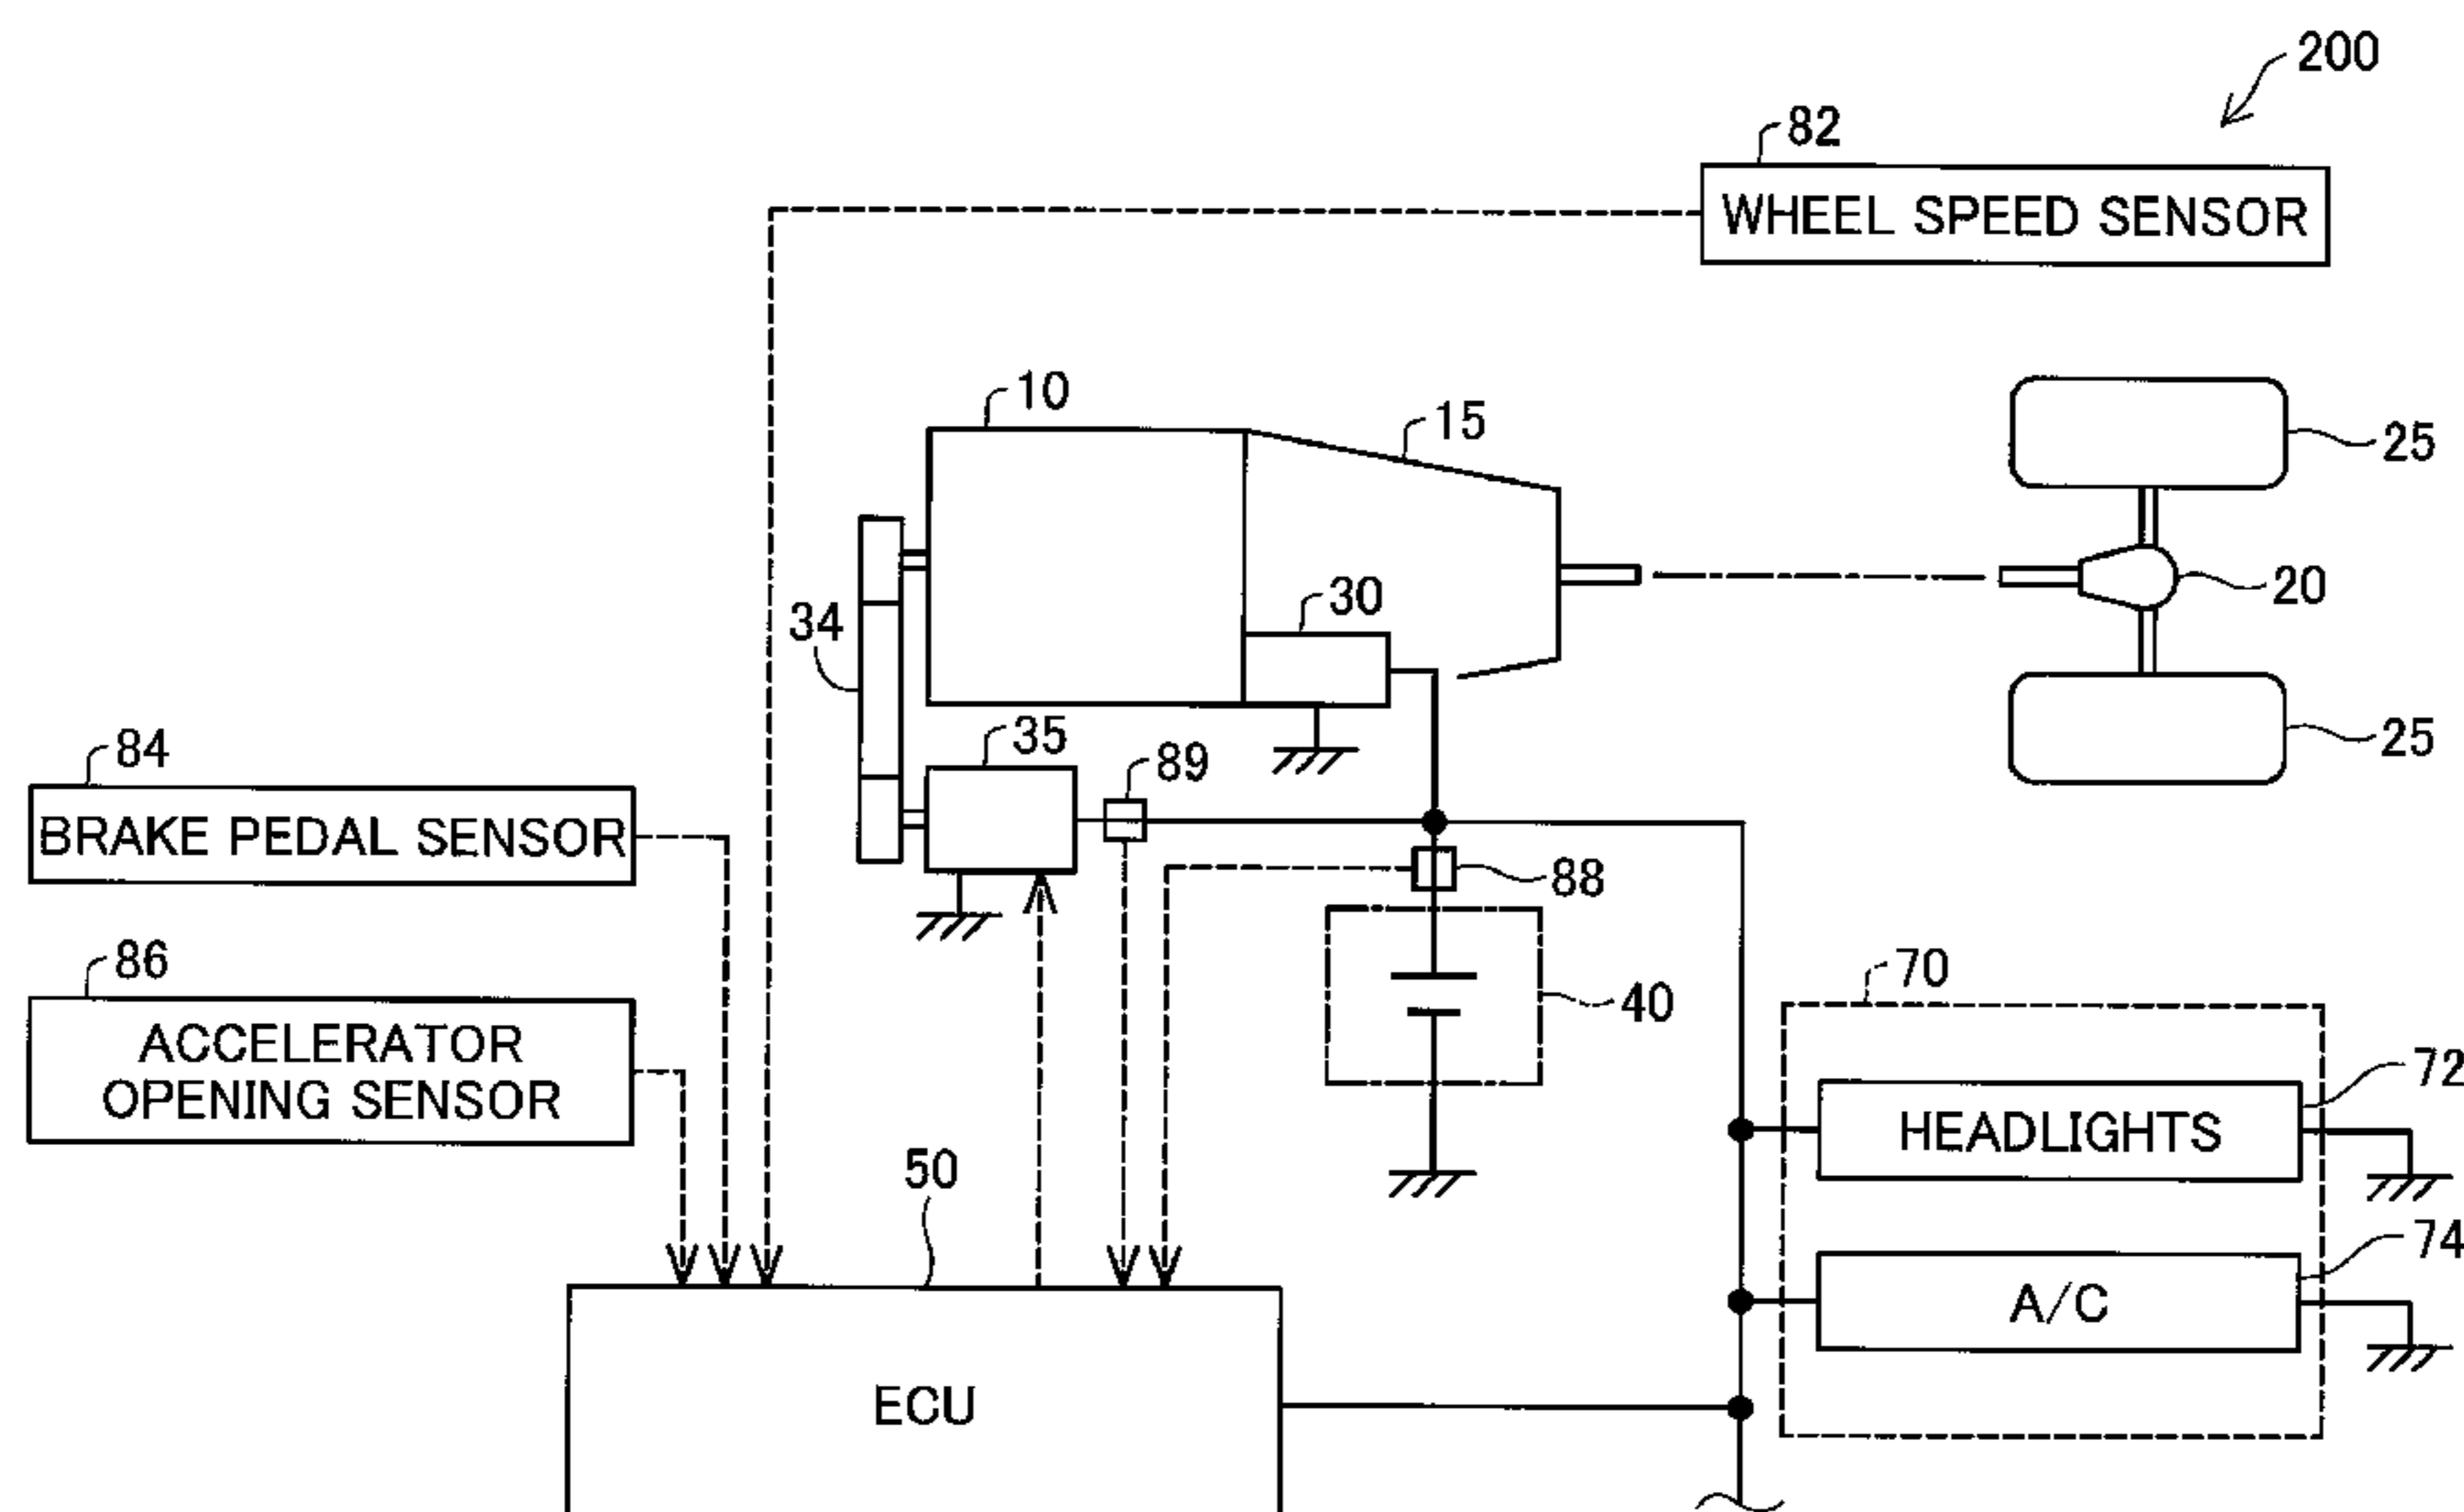 200
82
WHEEL SPEED SENSOR
10
15
25
30
20
34
35
89
25
84
BRAKE PEDAL SENSOR
88
86
70
40
ACCELERATOR
OPENING SENSOR
72
HEADLIGHTS
50
74
A/C
ECU